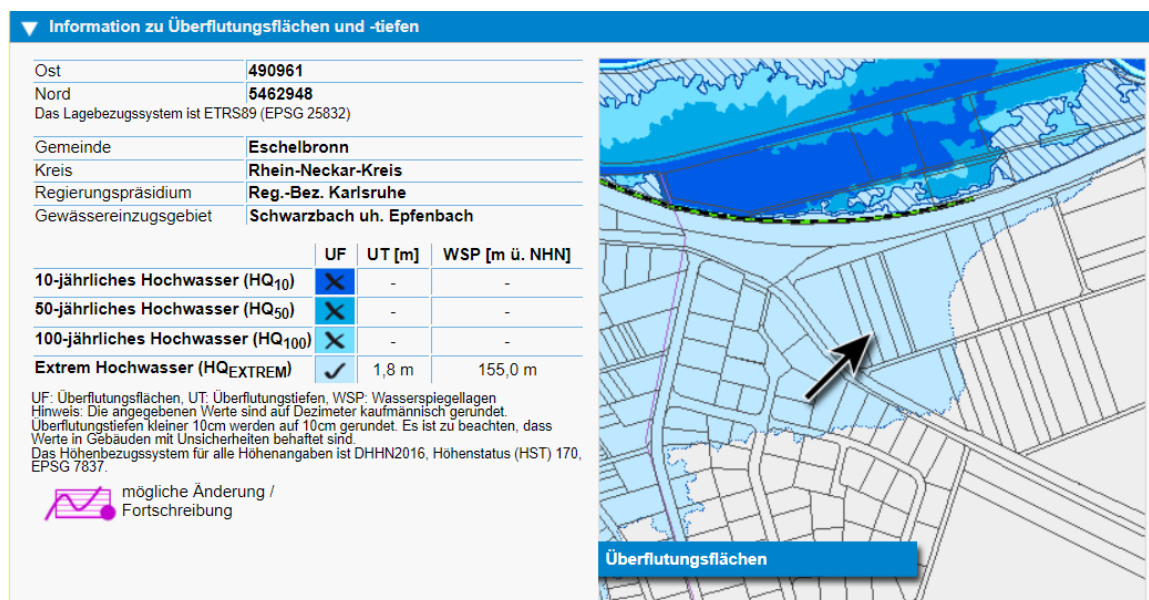 Information zu Überflutungsflächen und -tiefen
Ost 490961
Nord 5462948
Das Lagebezugssystem ist ETRS89 (EPSG 25832)
Gemeinde Eschelbronn
Kreis Rhein-Neckar-Kreis
Regierungspräsidium Reg.-Bez. Karlsruhe
Gewässereinzugsgebiet Schwarzbach uh. Epfenbach
UF UT [m] WSP [m ü. NHN]
10-jährliches Hochwasser (HQ10) - -
50-jährliches Hochwasser (HQ50) - -
100-jährliches Hochwasser (HQ100) - -
Extrem Hochwasser (HQEXTREM) 1,8 m 155,0 m
UF: Überflutungsflächen, UT: Überflutungstiefen, WSP: Wasserspiegellagen
Hinweis: Die angegebenen Werte sind auf Dezimeter kaufmännisch gerundet.
Überflutungstiefen kleiner 10cm werden auf 10cm gerundet. Es ist zu beachten, dass
Werte in Gebäuden mit Unsicherheiten behaftet sind.
Das Höhenbezugssystem für alle Höhenangaben ist DHHN2016, Höhenstatus (HST) 170,
EPSG 7837.
mögliche Änderung /
Fortschreibung
Überflutungsflächen